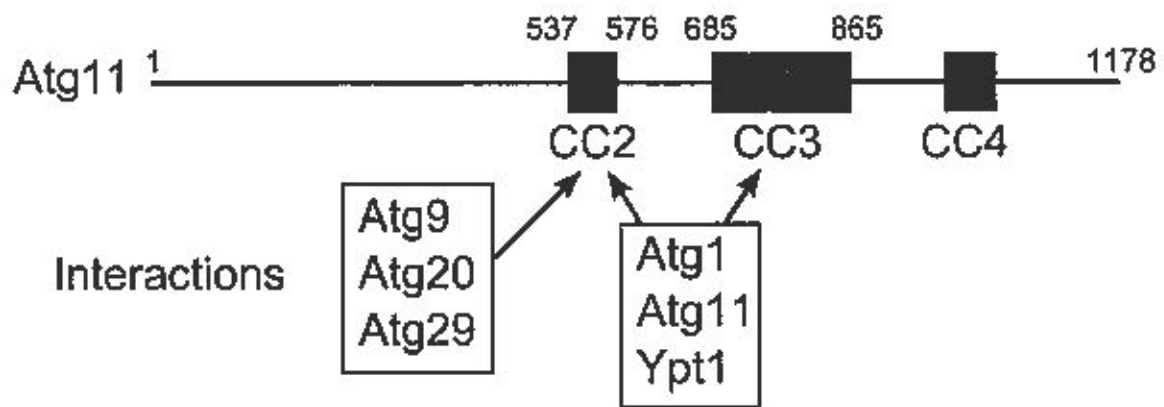 537 576 685 865
Atg11 1 1178
CC2 CC3 CC4
Atg9
Atg20
Atg29
Interactions
Atg1
Atg11
Ypt1